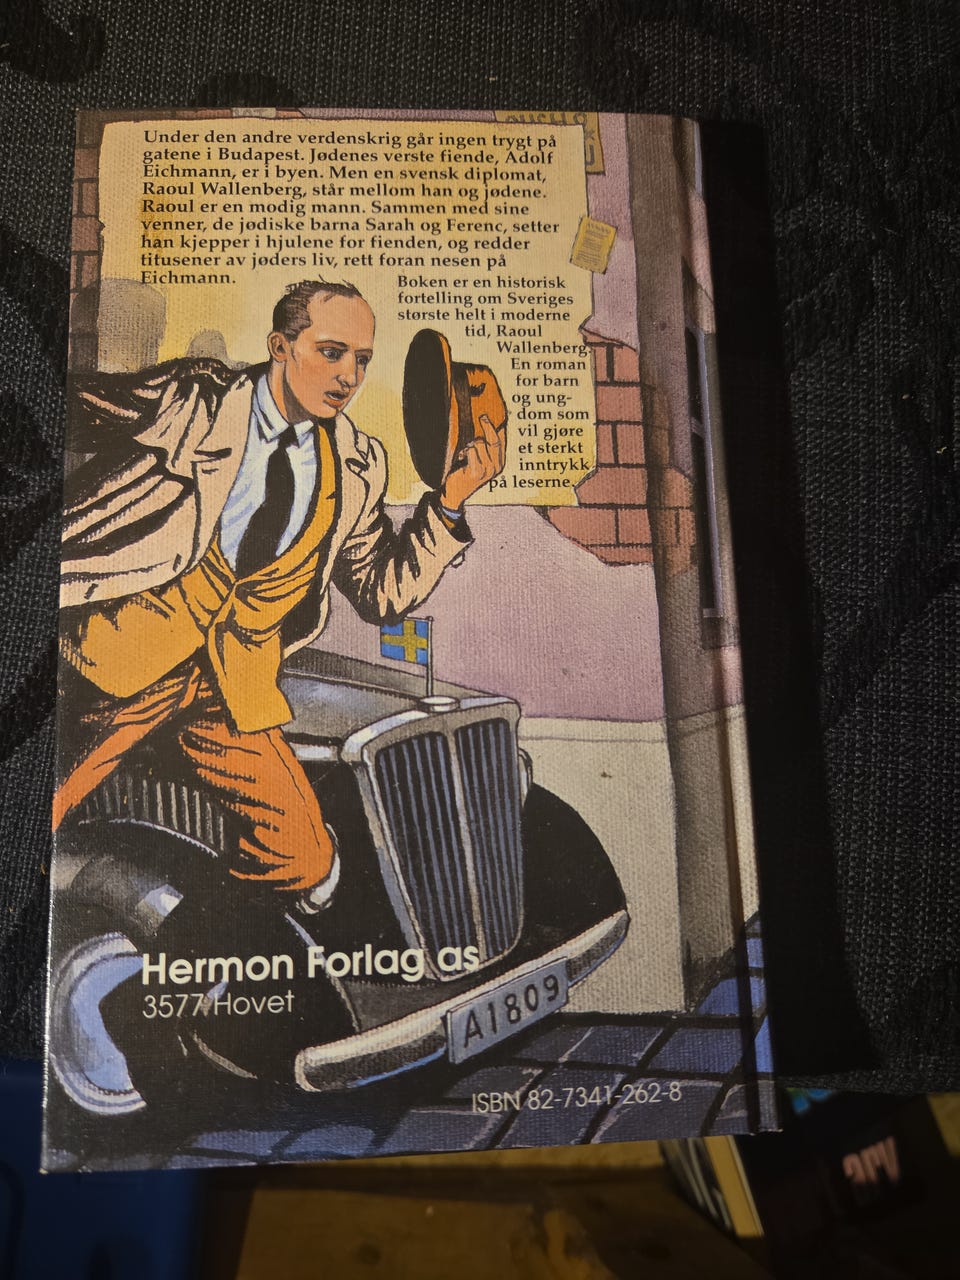 Under den andre verdenskrig går ingen trygt på
gatene i Budapest. Jødenes verste fiende, Adolf
Eichmann, er i byen. Men en svensk diplomat,
Raoul Wallenberg, står mellom han og jødene.
Raoul er en modig mann. Sammen med sine
venner, de jødiske barna Sarah og Ferenc, setter
han kjepper i hjulene for fienden, og redder
titusener av jøders liv, rett foran nesen på
Eichmann.
Boken er en historisk
fortelling om Sveriges
største helt i moderne
tid, Raoul
Wallenberg.
En roman
for barn
og ung-
dom som
vil gjøre
et sterkt
inntrykk
på leserne.
Hermon Forlag as
3577 Hovet
A1809
ISBN 82-7341-262-8
arv